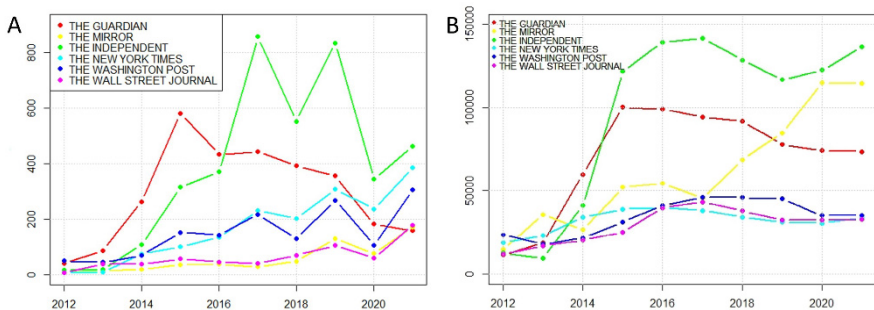 A
THE GUARDIAN
THE MIRROR
THE INDEPENDENT
THE NEW YORK TIMES
THE WASHINGTON POST
THE WALL STREET JOURNAL
800
600
400
200
0
2012 2014 2016 2018 2020
B
THE GUARDIAN
THE MIRROR
THE INDEPENDENT
THE NEW YORK TIMES
THE WASHINGTON POST
THE WALL STREET JOURNAL
150000
100000
50000
0
2012 2014 2016 2018 2020